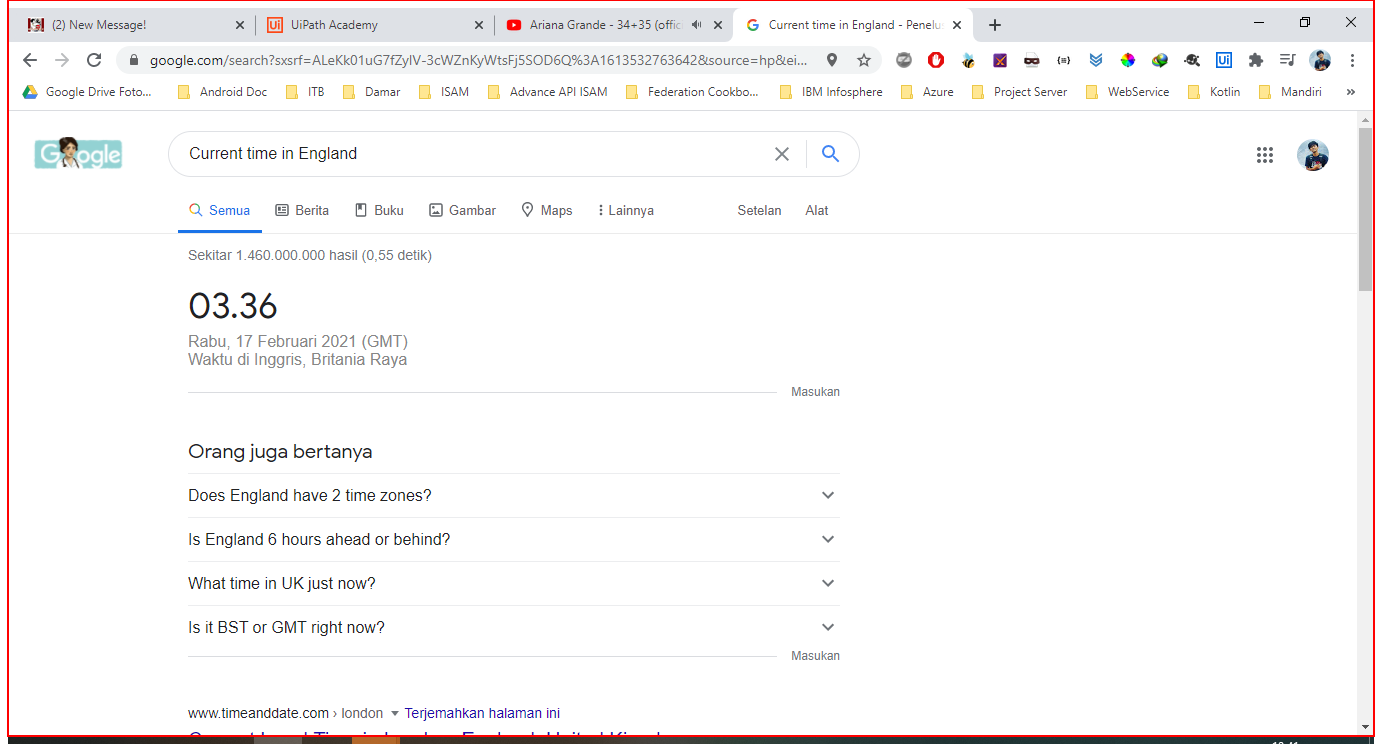 (2) New Message!
UiPath Academy
Ariana Grande - 34+35 (offic
Current time in England - Penelus
google.com/search?sxsrf=ALeKk01uG7fZyIV-3cWZnKyWtsFj5SOD6Q%3A1613532763642&source=hp&ei...
Google Drive Foto...
Android Doc
ITB
Damar
ISAM
Advance API ISAM
Federation Cookbo...
IBM Infosphere
Azure
Project Server
WebService
Kotlin
Mandiri
»
Google
Current time in England
Semua
Berita
Buku
Gambar
Maps
Lainnya
Setelan
Alat
Sekitar 1.460.000.000 hasil (0,55 detik)
03.36
Rabu, 17 Februari 2021 (GMT)
Waktu di Inggris, Britania Raya
Masukan
Orang juga bertanya
Does England have 2 time zones?
Is England 6 hours ahead or behind?
What time in UK just now?
Is it BST or GMT right now?
Masukan
www.timeanddate.com › london
Terjemahkan halaman ini